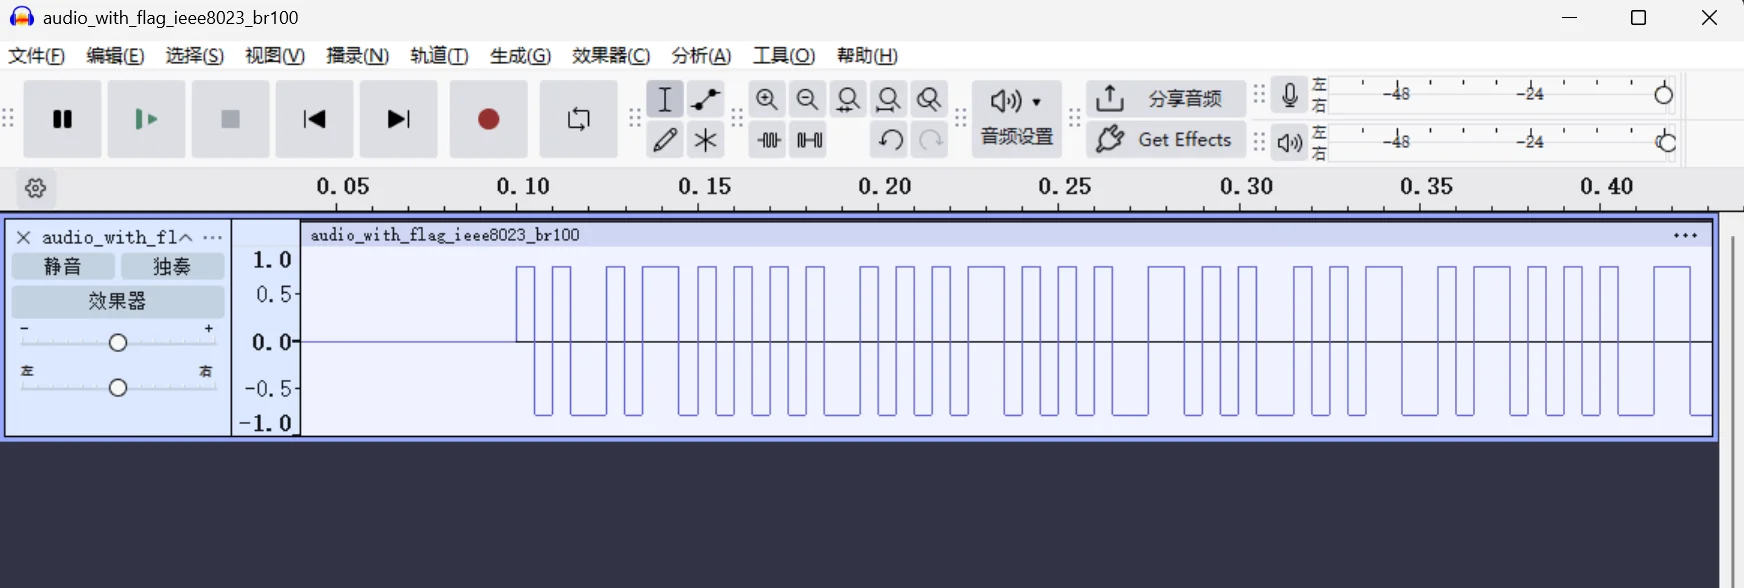 audio_with_flag_ieee8023_br100
文件(F) 编辑(E) 选择(S) 视图(V) 播录(N) 轨道(T) 生成(G) 效果器(C) 分析(A) 工具(O) 帮助(H)
音频设置
分享音频
Get Effects
左 -48 -24
右
左 -48 -24
右
0.05 0.10 0.15 0.20 0.25 0.30 0.35 0.40
audio_with_fl ...
静音 独奏
效果器
- +
左 右
1.0
0.5
0.0
-0.5
-1.0
audio_with_flag_ieee8023_br100 ...